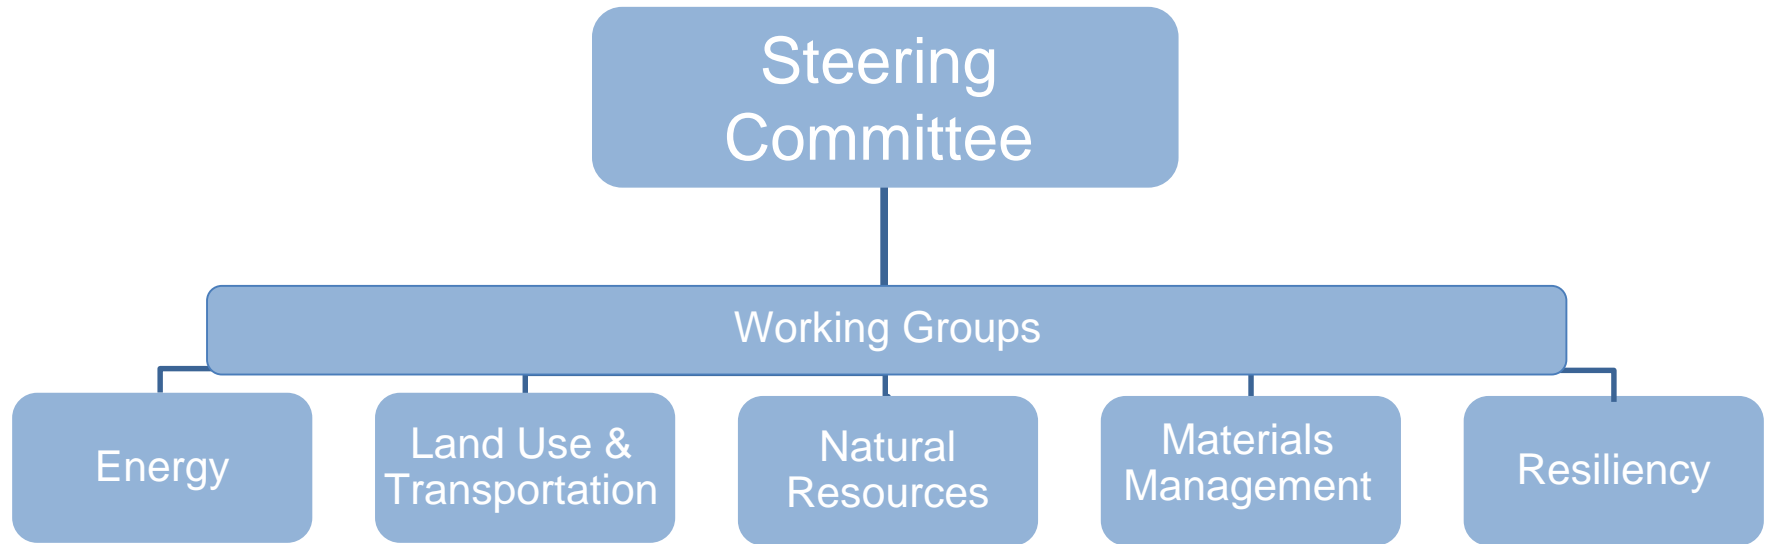 Steering
Committee
Working Groups
Energy
Land Use &
Transportation
Natural
Resources
Materials
Management
Resiliency